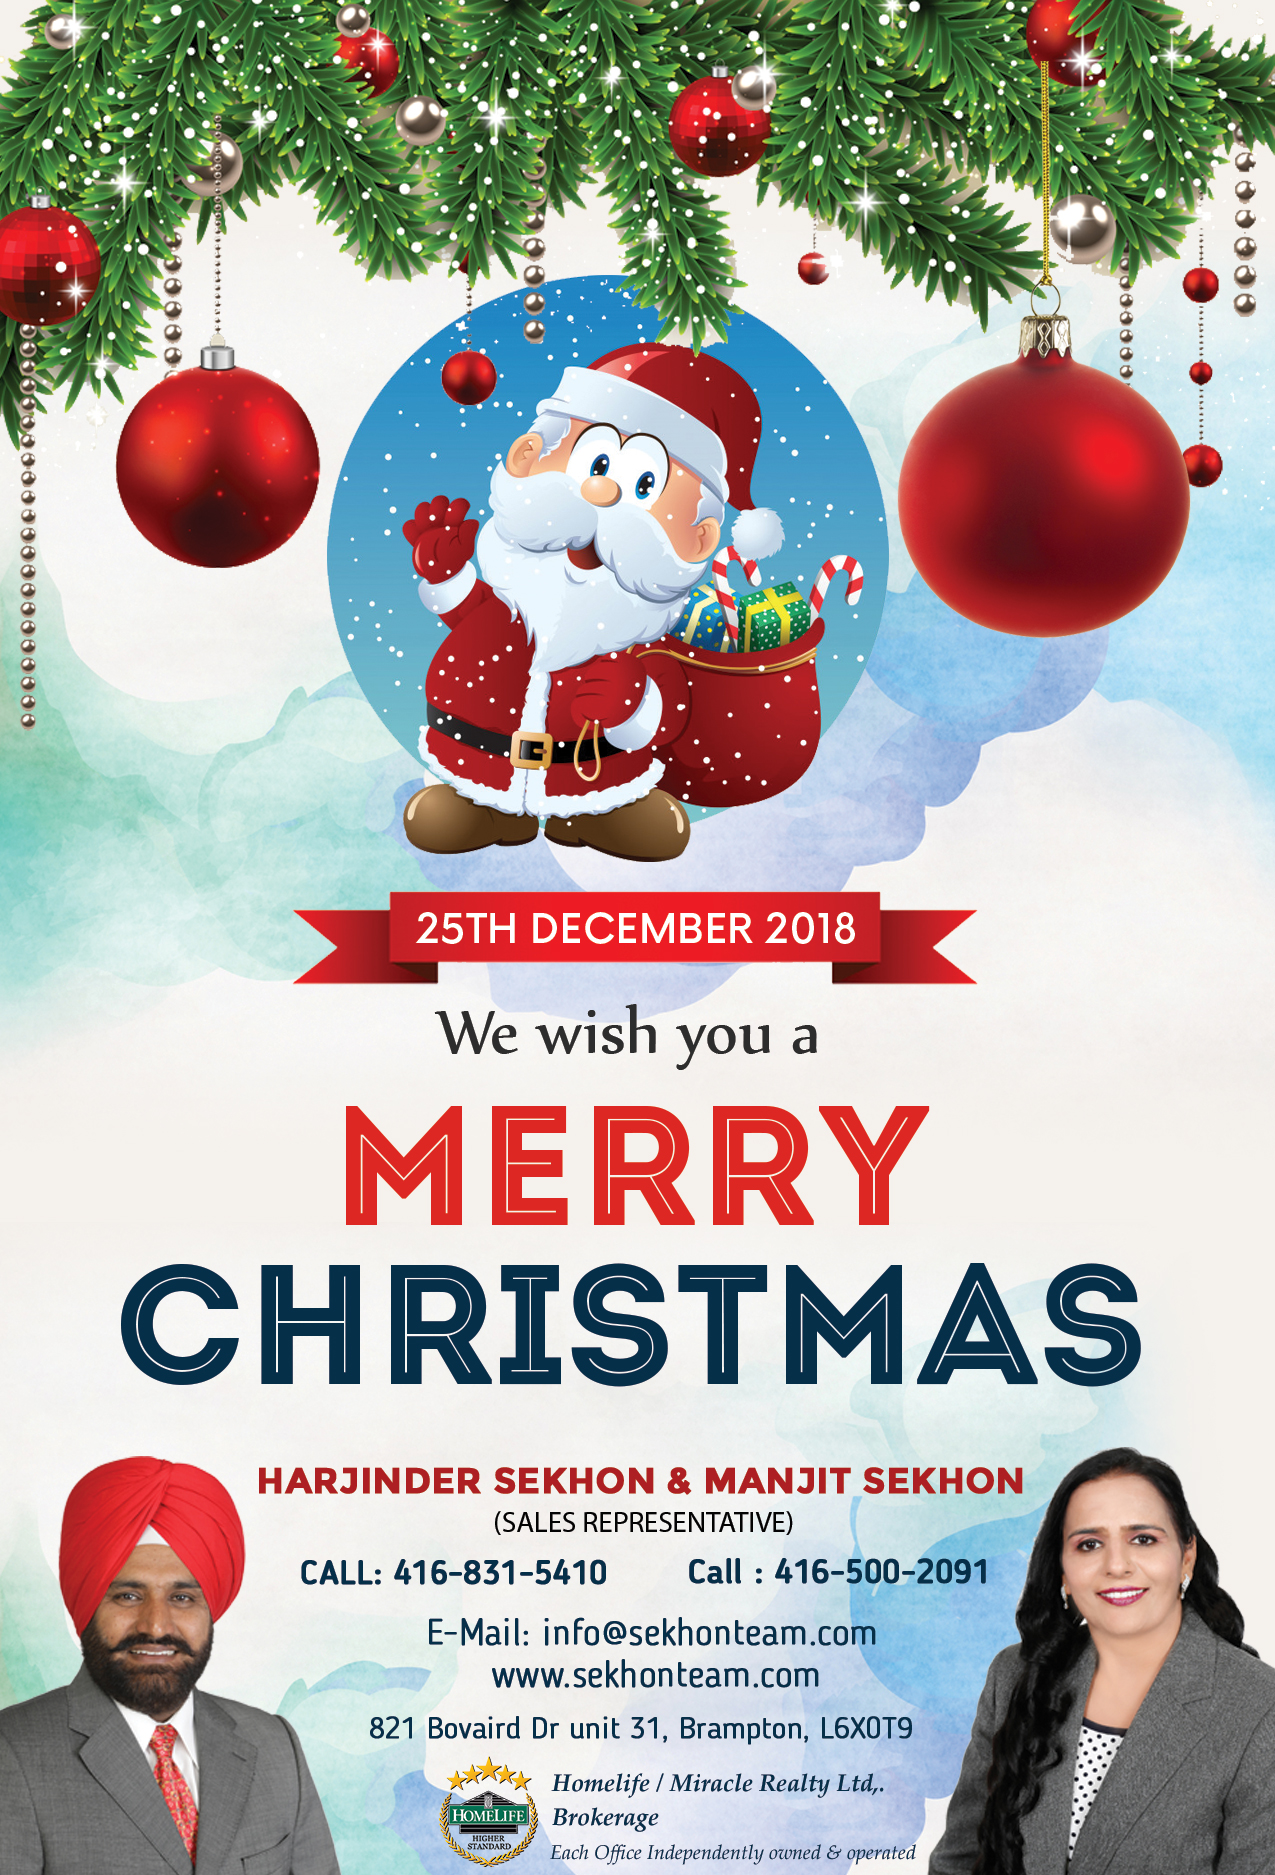 25TH DECEMBER 2018
We wish you a
MERRY
CHRISTMAS
HARJINDER SEKHON & MANJIT SEKHON
(SALES REPRESENTATIVE)
CALL: 416-831-5410 Call : 416-500-2091
E-Mail: info@sekhonteam.com
www.sekhonteam.com
821 Bovaird Dr unit 31, Brampton, L6X0T9
HOMELIFE
HIGHER
STANDARD
Homelife / Miracle Realty Ltd,.
Brokerage
Each Office Independently owned & operated